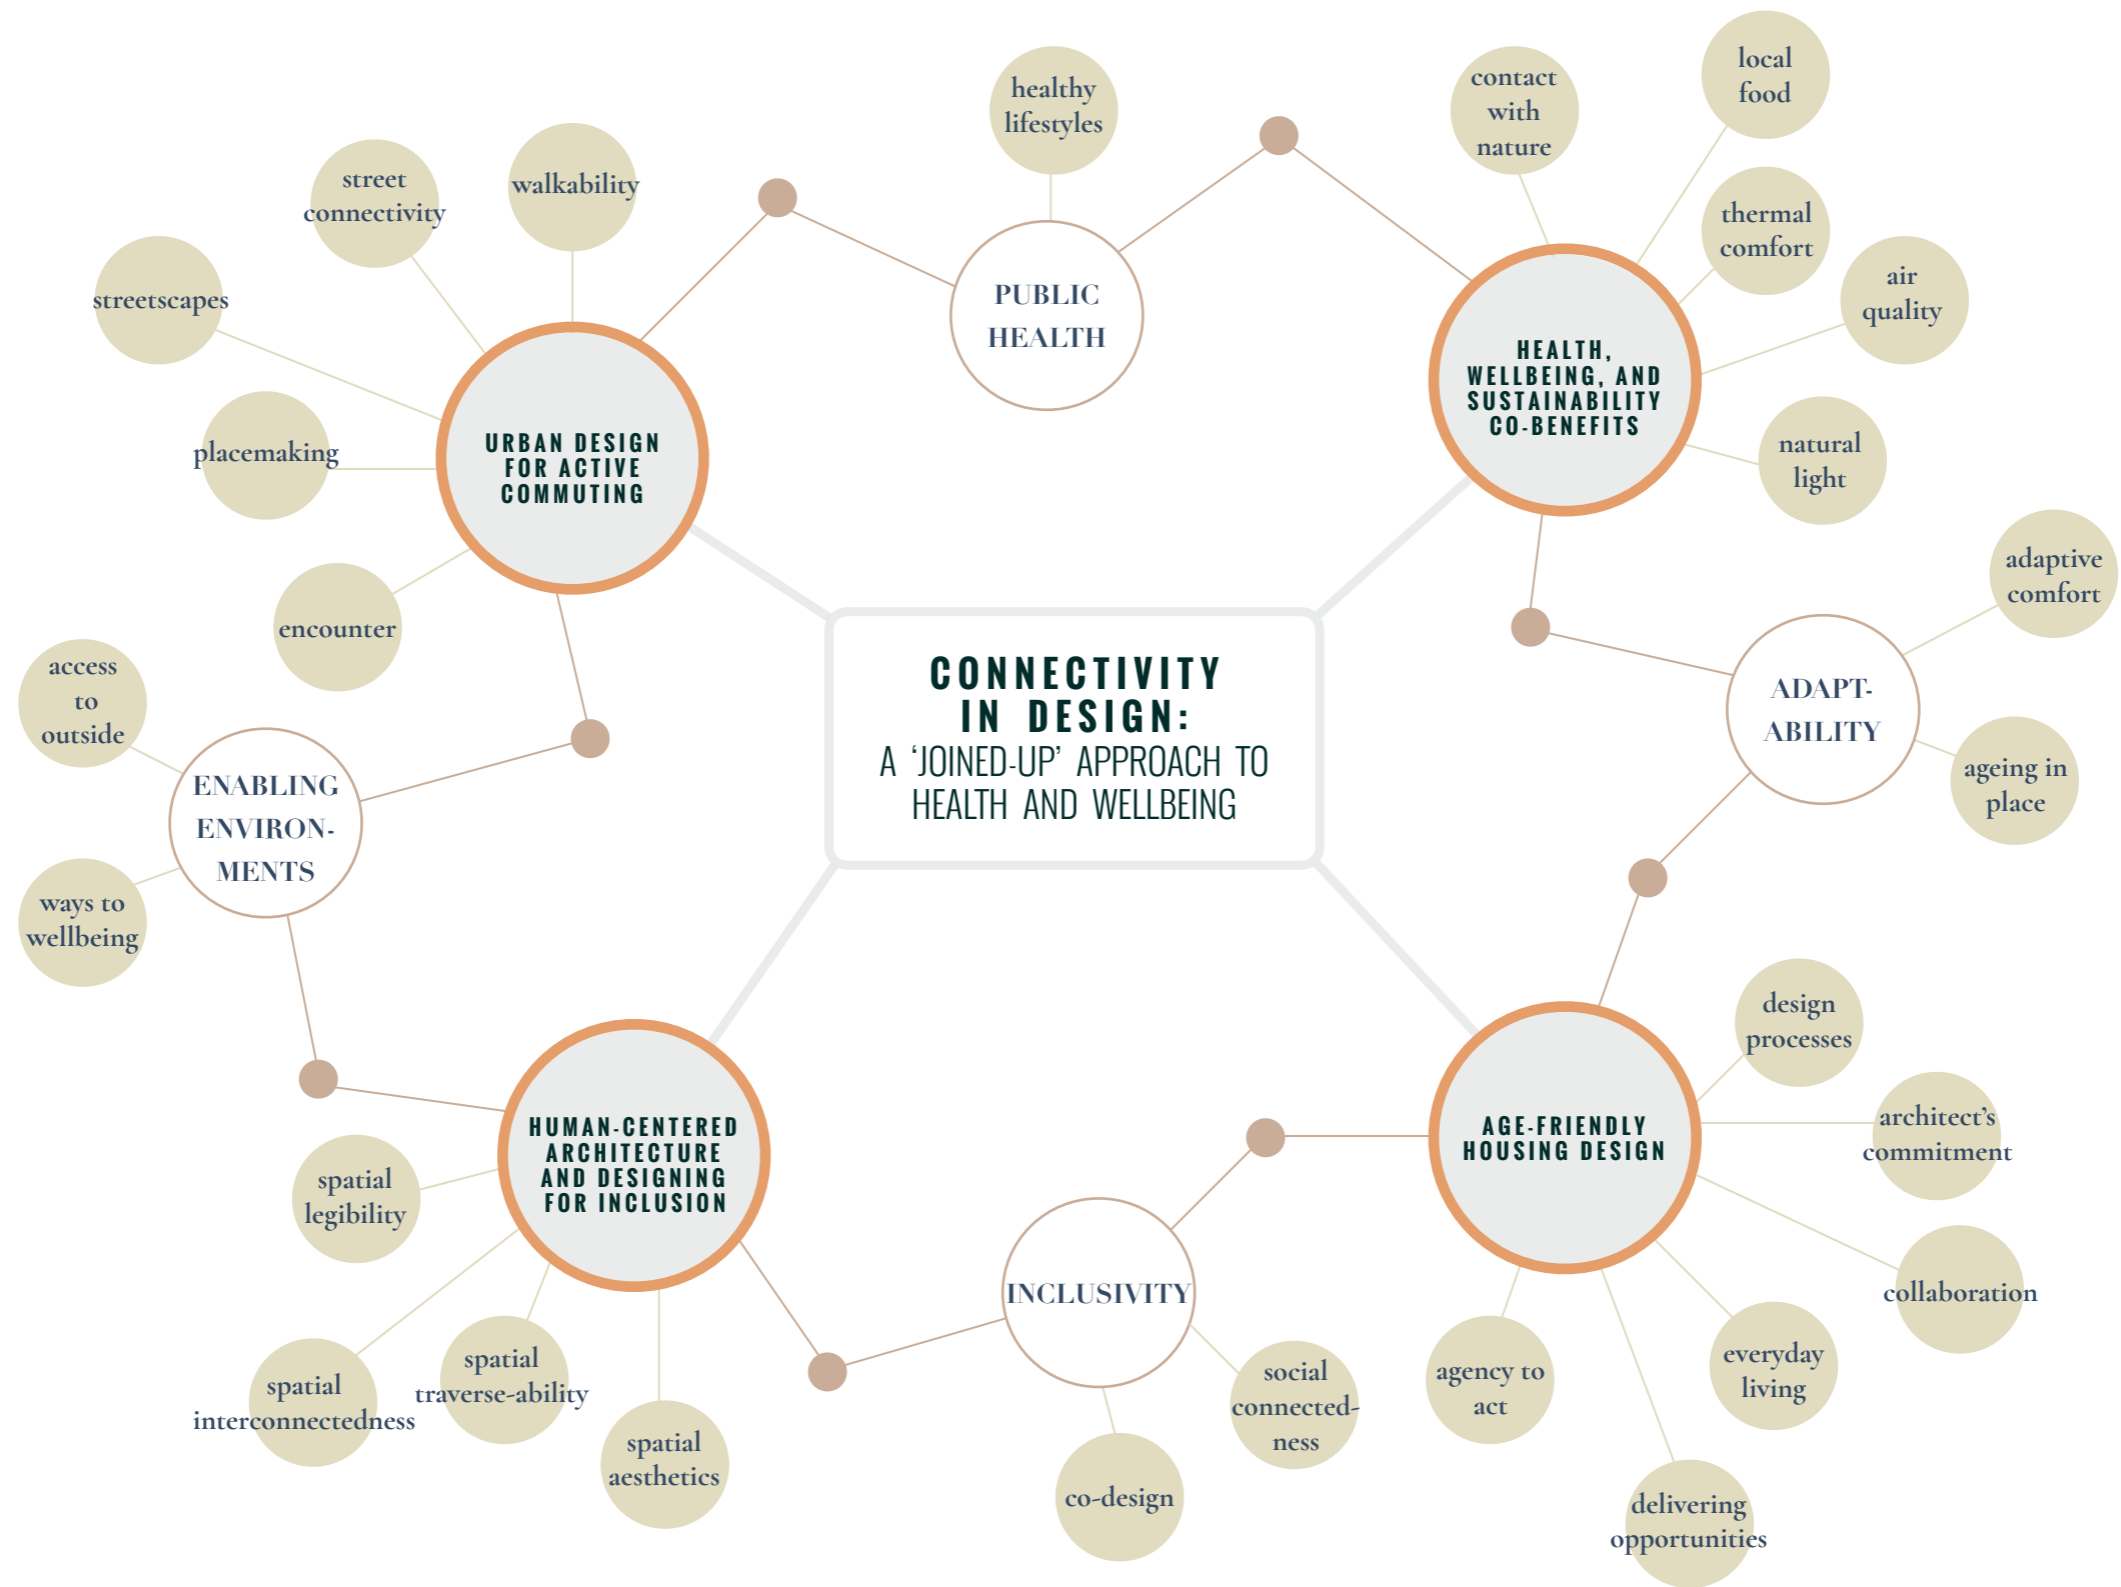 healthy
lifestyles
contact
with
nature
local
food
street
connectivity
walkability
thermal
comfort
streetscapes
air
quality
PUBLIC
HEALTH
HEALTH,
WELLBEING, AND
SUSTAINABILITY
CO-BENEFITS
placemaking
URBAN DESIGN
FOR ACTIVE
COMMUTING
natural
light
encounter
adaptive
comfort
access
to
outside
CONNECTIVITY
IN DESIGN:
A ‘JOINED-UP’ APPROACH TO
HEALTH AND WELLBEING
ADAPT-
ABILITY
ageing in
place
ENABLING
ENVIRON-
MENTS
ways to
wellbeing
design
processes
HUMAN-CENTERED
ARCHITECTURE
AND DESIGNING
FOR INCLUSION
AGE-FRIENDLY
HOUSING DESIGN
architect’s
commitment
spatial
legibility
INCLUSIVITY
collaboration
spatial
interconnectedness
spatial
traverse-ability
spatial
aesthetics
social
connected-
ness
co-design
agency to
act
everyday
living
delivering
opportunities